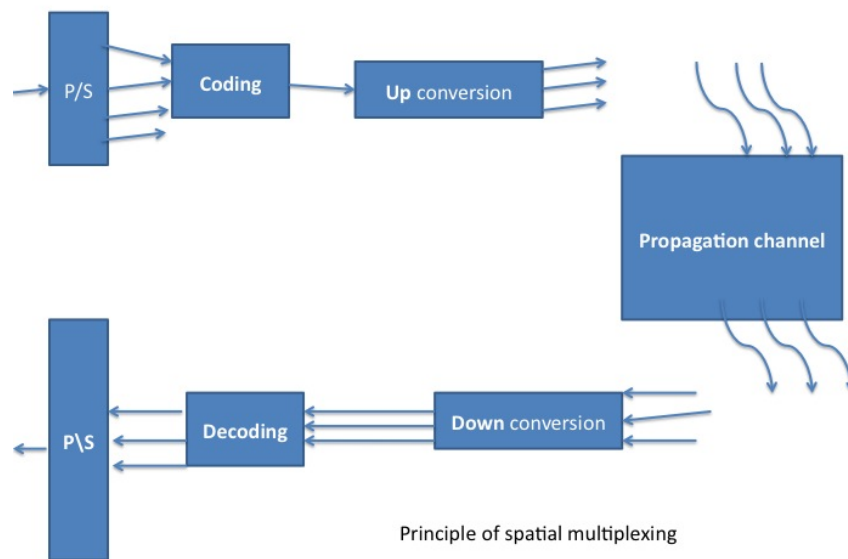 P/S
Coding
Up conversion
Propagation channel
P\S
Decoding
Down conversion
Principle of spatial multiplexing